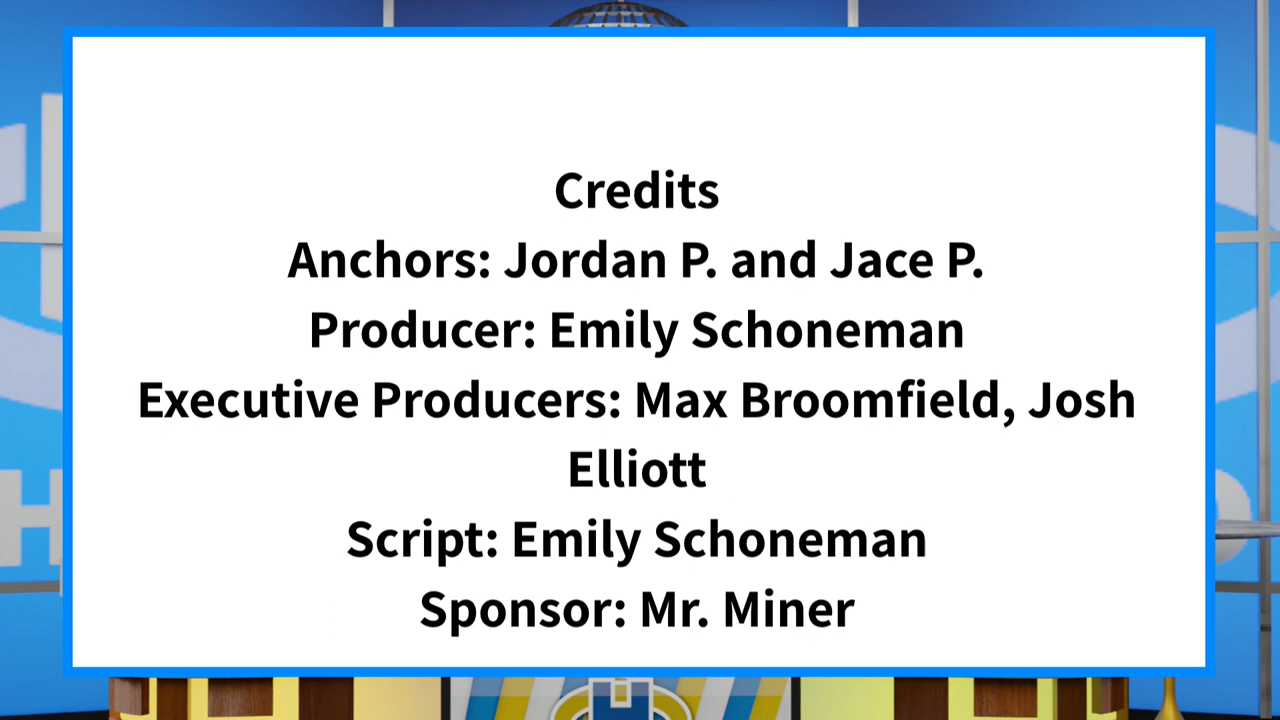 Credits
Anchors: Jordan P. and Jace P.
Producer: Emily Schoneman
Executive Producers: Max Broomfield, Josh
Elliott
Script: Emily Schoneman
Sponsor: Mr. Miner